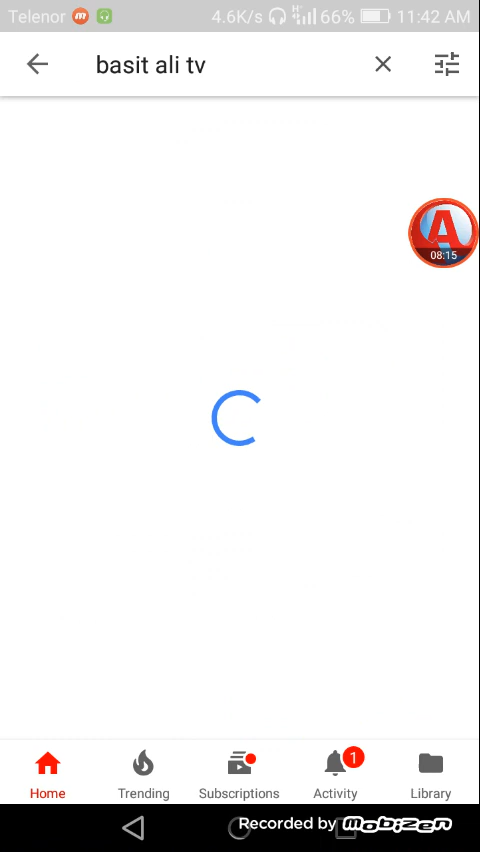 Telenor 4.6K/s H 66% 11:42 AM
basit ali tv
A
08:15
1
Home Trending Subscriptions Activity Library
Recorded by mobizen